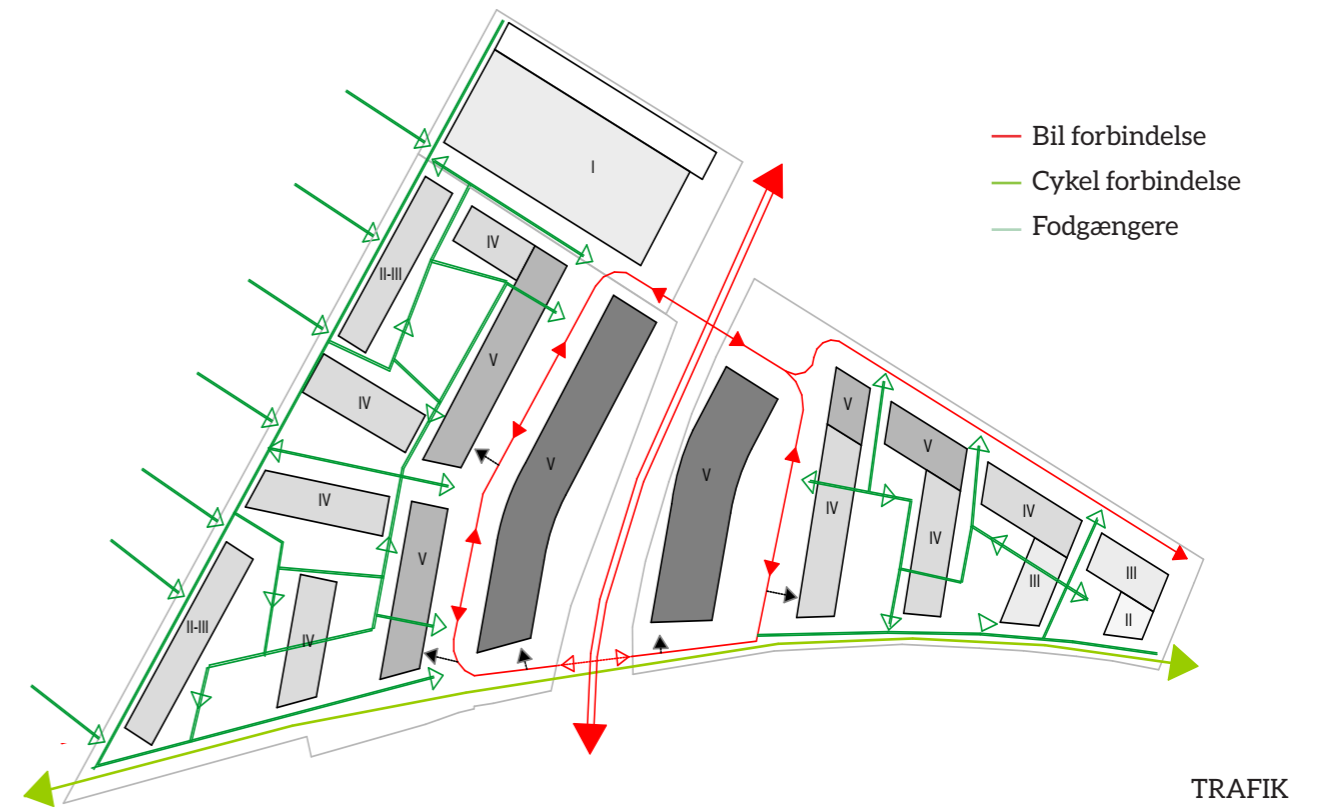 I
Bil forbindelse
Cykel forbindelse
Fodgængere
IV
II-III
V
IV
V
V
V
V
IV
IV
IV
V
IV
IV
III
III
II
II-III
IV
V
TRAFIK